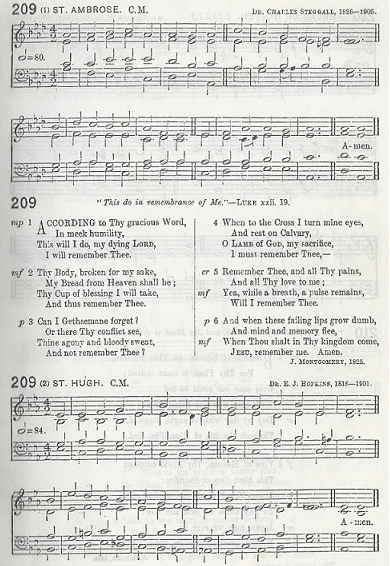 209 (1) ST. AMBROSE. C.M. DR. CHARLES STEGGALL, 1826–1905.
=80.
A-men.
209 "This do in remembrance of Me."—LUKE xxii. 19.
mp 1 ACCORDING to Thy gracious Word,
In meek humility,
This will I do, my dying LORD,
I will remember Thee.
mf 2 Thy Body, broken for my sake,
My Bread from Heaven shall be;
Thy Cup of blessing I will take,
And thus remember Thee.
p 3 Can I Gethsemane forget?
Or there Thy conflict see,
Thine agony and bloody sweat,
And not remember Thee?
4 When to the Cross I turn mine eyes,
And rest on Calvary,
O LAMB of GOD, my sacrifice,
I must remember Thee,—
cr 5 Remember Thee, and all Thy pains,
And all Thy love to me;
mf Yea, while a breath, a pulse remains,
Will I remember Thee.
p 6 And when these failing lips grow dumb,
And mind and memory flee,
mf When Thou shalt in Thy kingdom come,
JESU, remember me. Amen.
J. MONTGOMERY, 1825.
209 (2) ST. HUGH. C.M. DR. E. J. HOPKINS, 1818–1901.
=84.
A-men.